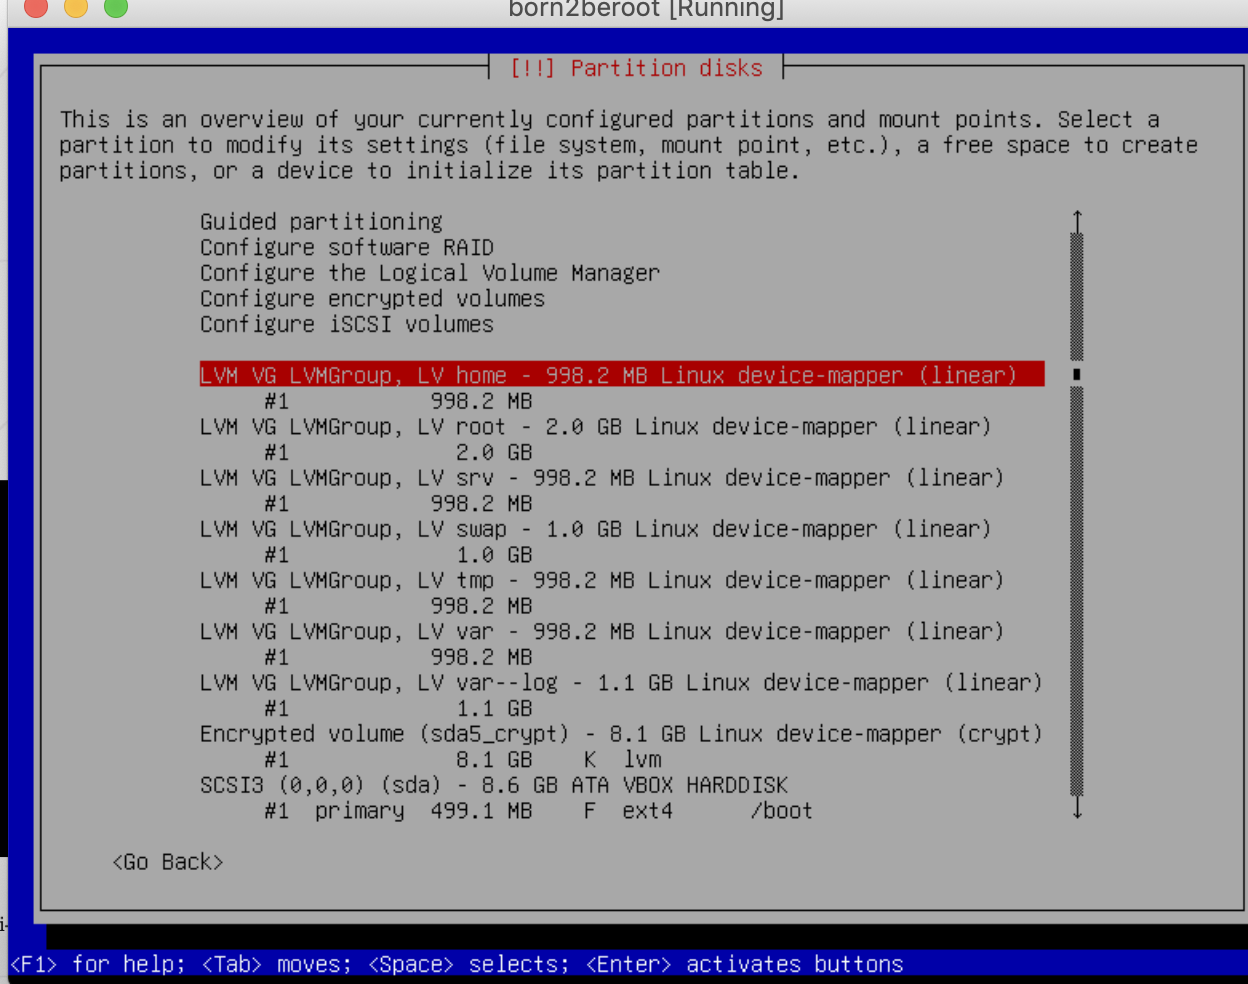 born2beroot [Running]
[!!] Partition disks
This is an overview of your currently configured partitions and mount points. Select a
partition to modify its settings (file system, mount point, etc.), a free space to create
partitions, or a device to initialize its partition table.
Guided partitioning
Configure software RAID
Configure the Logical Volume Manager
Configure encrypted volumes
Configure iSCSI volumes
LVM VG LVMGroup, LV home - 998.2 MB Linux device-mapper (linear)
#1 998.2 MB
LVM VG LVMGroup, LV root - 2.0 GB Linux device-mapper (linear)
#1 2.0 GB
LVM VG LVMGroup, LV srv - 998.2 MB Linux device-mapper (linear)
#1 998.2 MB
LVM VG LVMGroup, LV swap - 1.0 GB Linux device-mapper (linear)
#1 1.0 GB
LVM VG LVMGroup, LV tmp - 998.2 MB Linux device-mapper (linear)
#1 998.2 MB
LVM VG LVMGroup, LV var - 998.2 MB Linux device-mapper (linear)
#1 998.2 MB
LVM VG LVMGroup, LV var--log - 1.1 GB Linux device-mapper (linear)
#1 1.1 GB
Encrypted volume (sda5_crypt) - 8.1 GB Linux device-mapper (crypt)
#1 8.1 GB K lvm
SCSI3 (0,0,0) (sda) - 8.6 GB ATA VBOX HARDDISK
#1 primary 499.1 MB F ext4 /boot
<Go Back>
<F1> for help; <Tab> moves; <Space> selects; <Enter> activates buttons